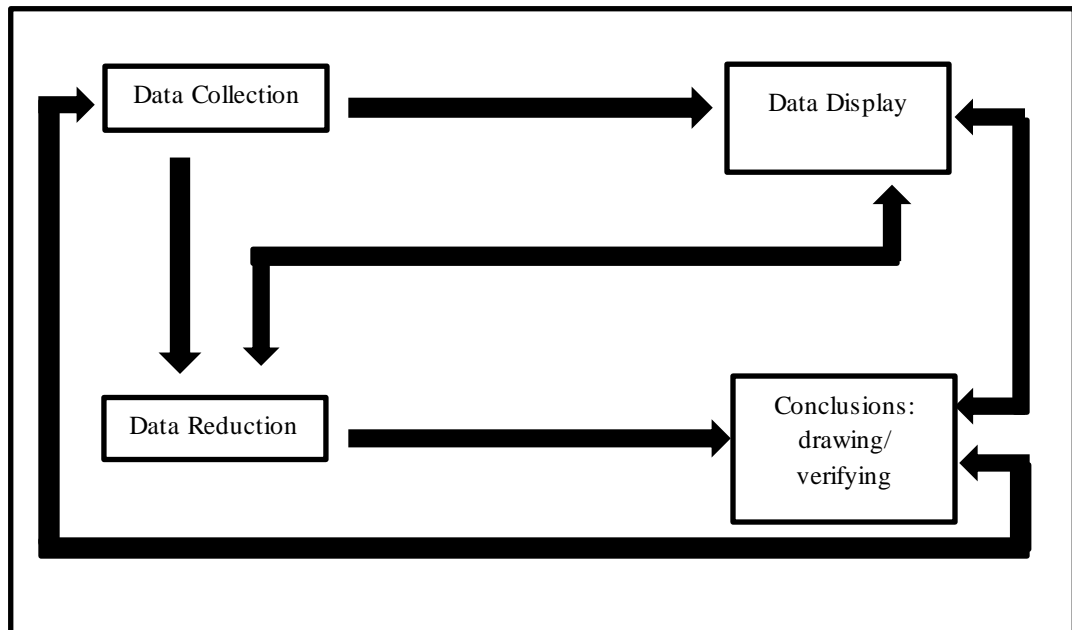 Data Collection
Data Display
Data Reduction
Conclusions:
drawing/
verifying